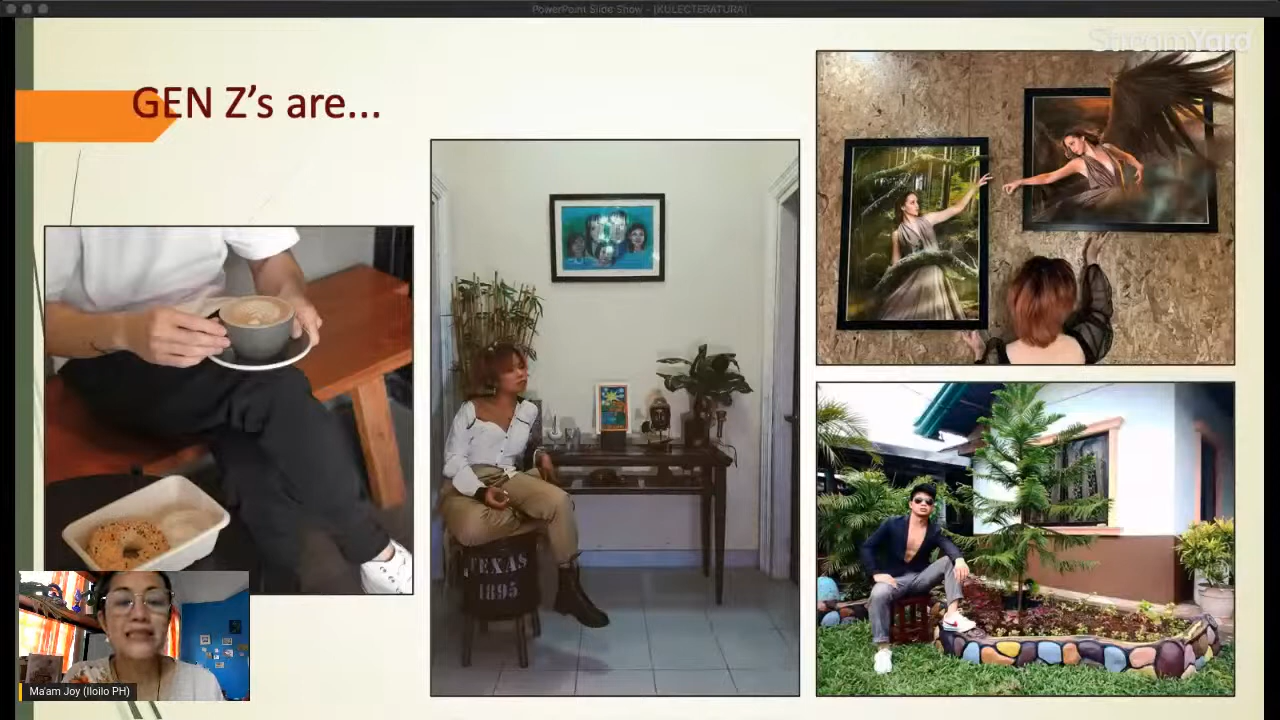 PowerPoint Slide Show - [KULECTERATURA]
StreamYard
GEN Z’s are...
TEXAS
1895
Ma'am Joy (Iloilo PH)